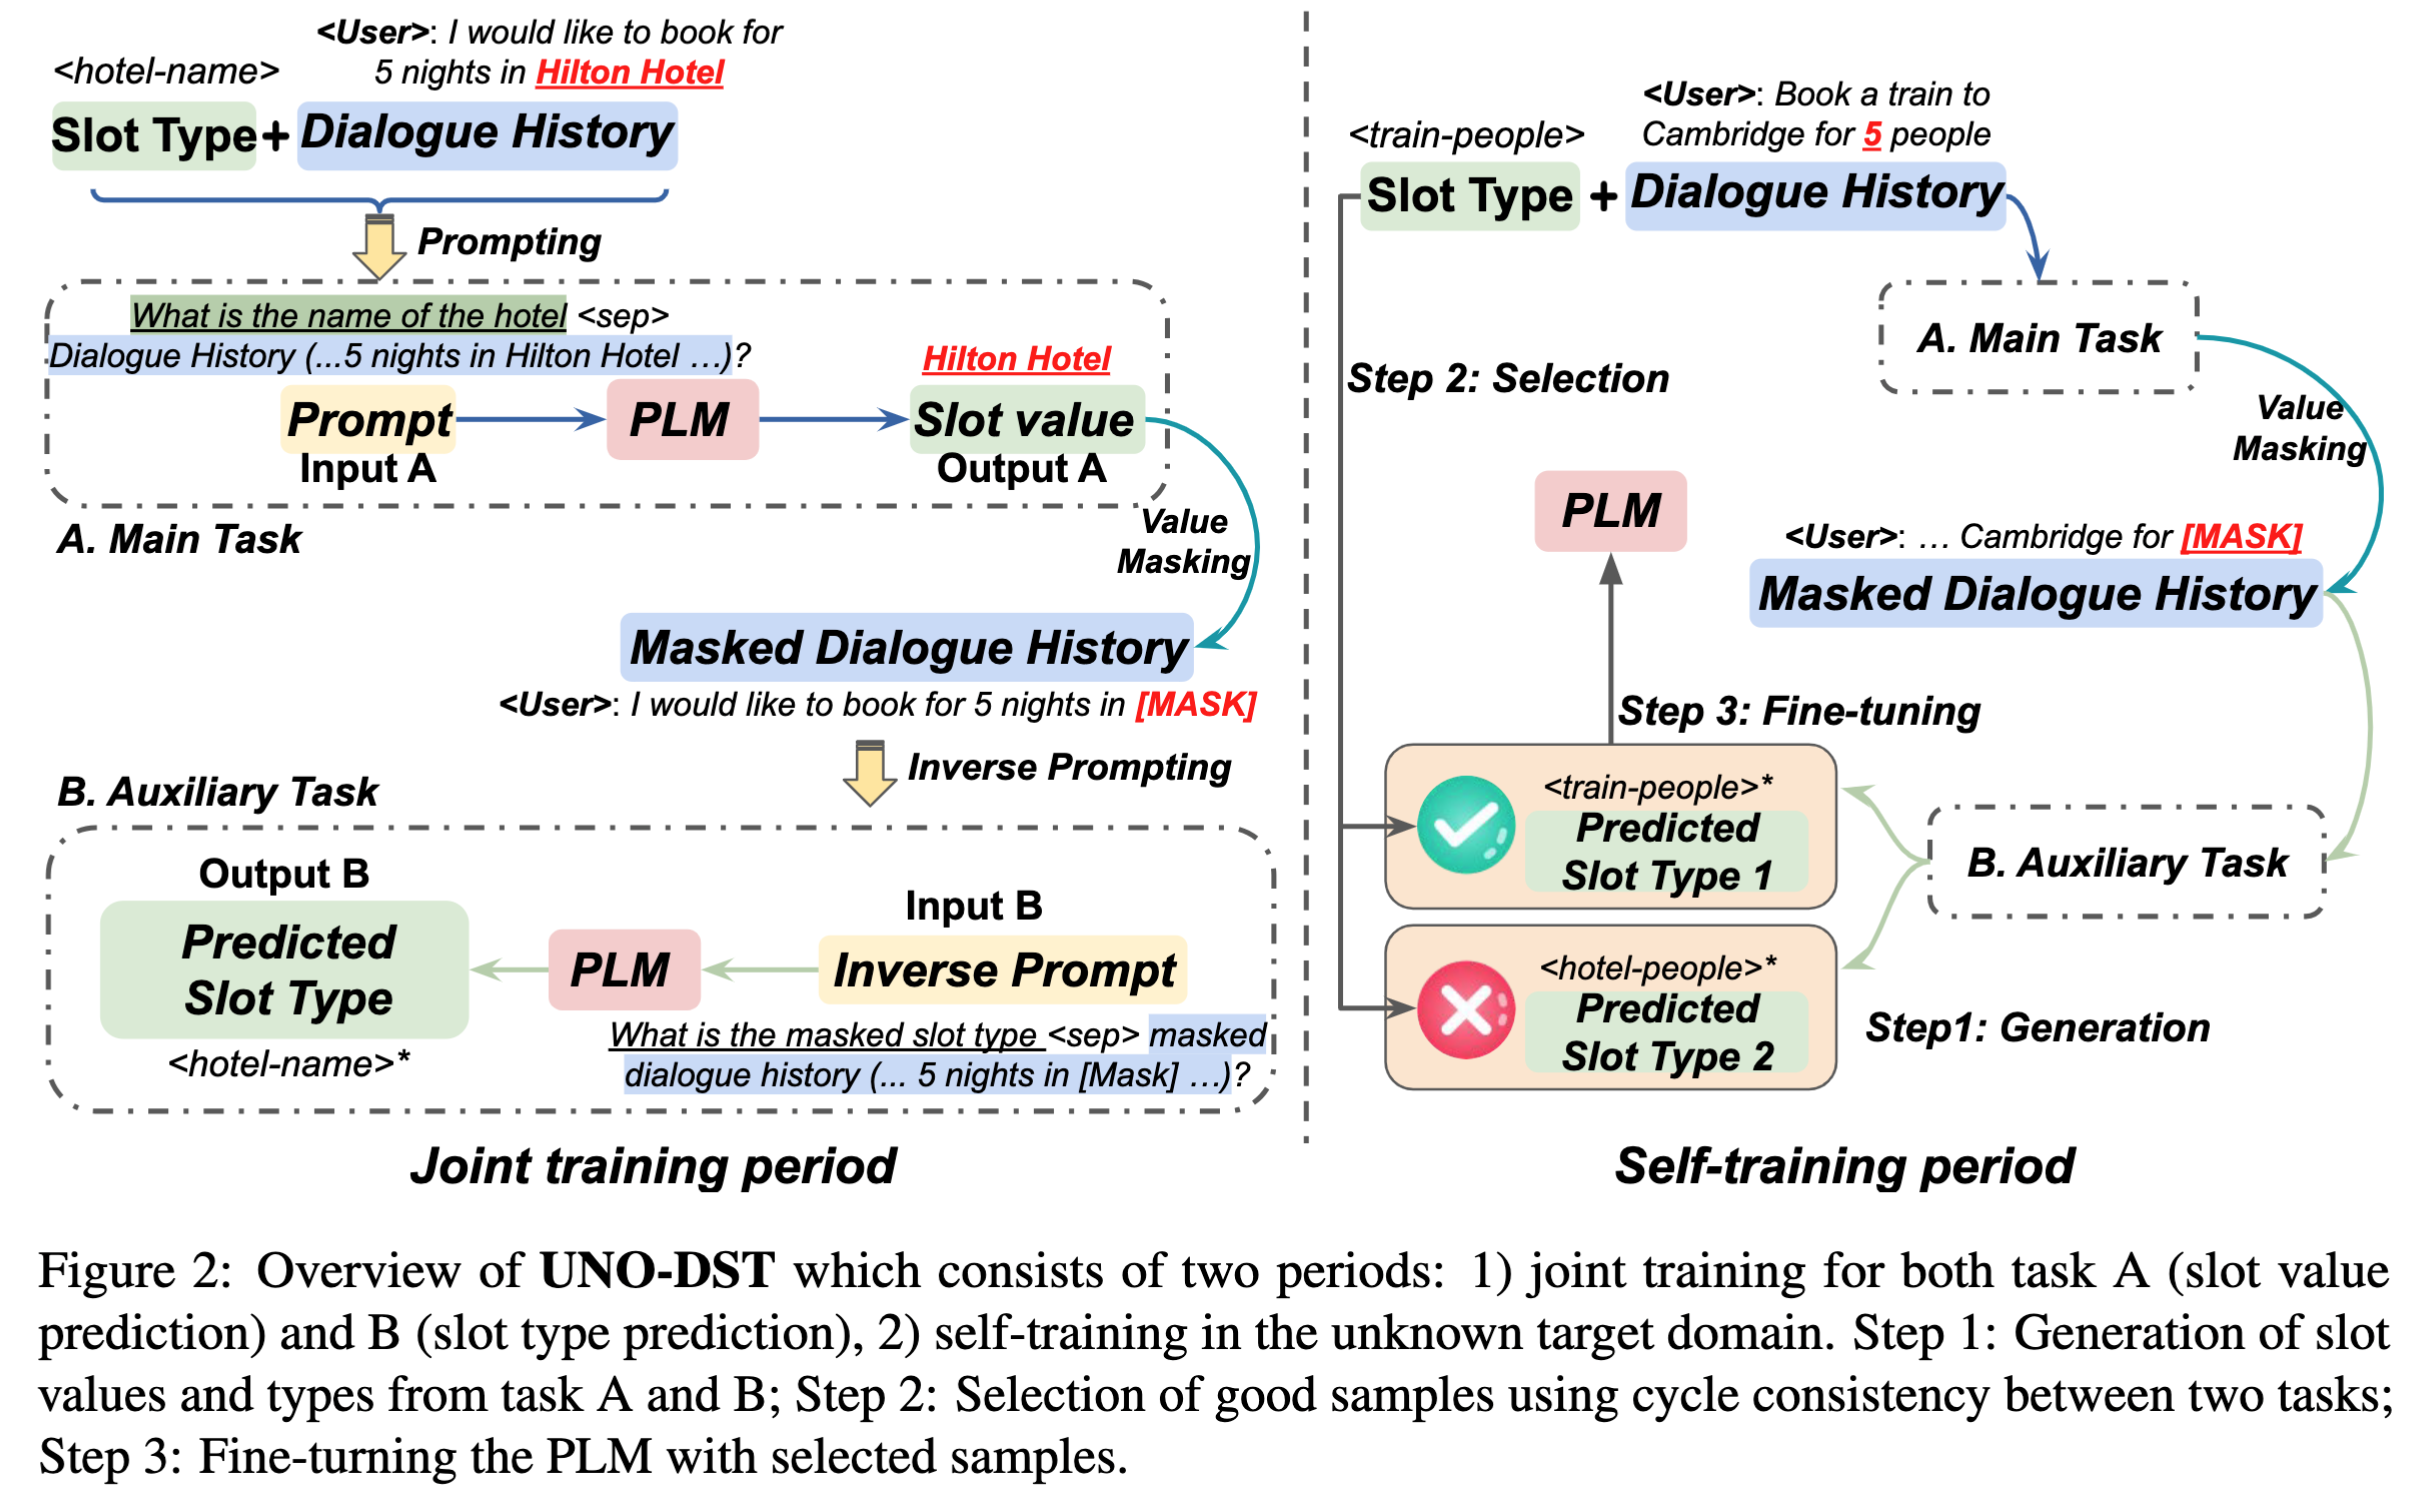 <User>: I would like to book for
5 nights in Hilton Hotel
<hotel-name>
Slot Type + Dialogue History
Prompting
What is the name of the hotel <sep>
Dialogue History (...5 nights in Hilton Hotel ...)?
Hilton Hotel
Prompt
PLM
Slot value
Input A
Output A
A. Main Task
Value
Masking
Masked Dialogue History
<User>: I would like to book for 5 nights in [MASK]
Inverse Prompting
B. Auxiliary Task
Output B
Predicted
Slot Type
<hotel-name>*
PLM
Input B
Inverse Prompt
What is the masked slot type <sep> masked
dialogue history (... 5 nights in [Mask] ...)?
Joint training period
<User>: Book a train to
Cambridge for 5 people
<train-people>
Slot Type + Dialogue History
A. Main Task
Step 2: Selection
Value
Masking
PLM
<User>: ... Cambridge for [MASK]
Masked Dialogue History
Step 3: Fine-tuning
<train-people>*
Predicted
Slot Type 1
B. Auxiliary Task
<hotel-people>*
Predicted
Slot Type 2
Step1: Generation
Self-training period
Figure 2: Overview of UNO-DST which consists of two periods: 1) joint training for both task A (slot value
prediction) and B (slot type prediction), 2) self-training in the unknown target domain. Step 1: Generation of slot
values and types from task A and B; Step 2: Selection of good samples using cycle consistency between two tasks;
Step 3: Fine-turning the PLM with selected samples.